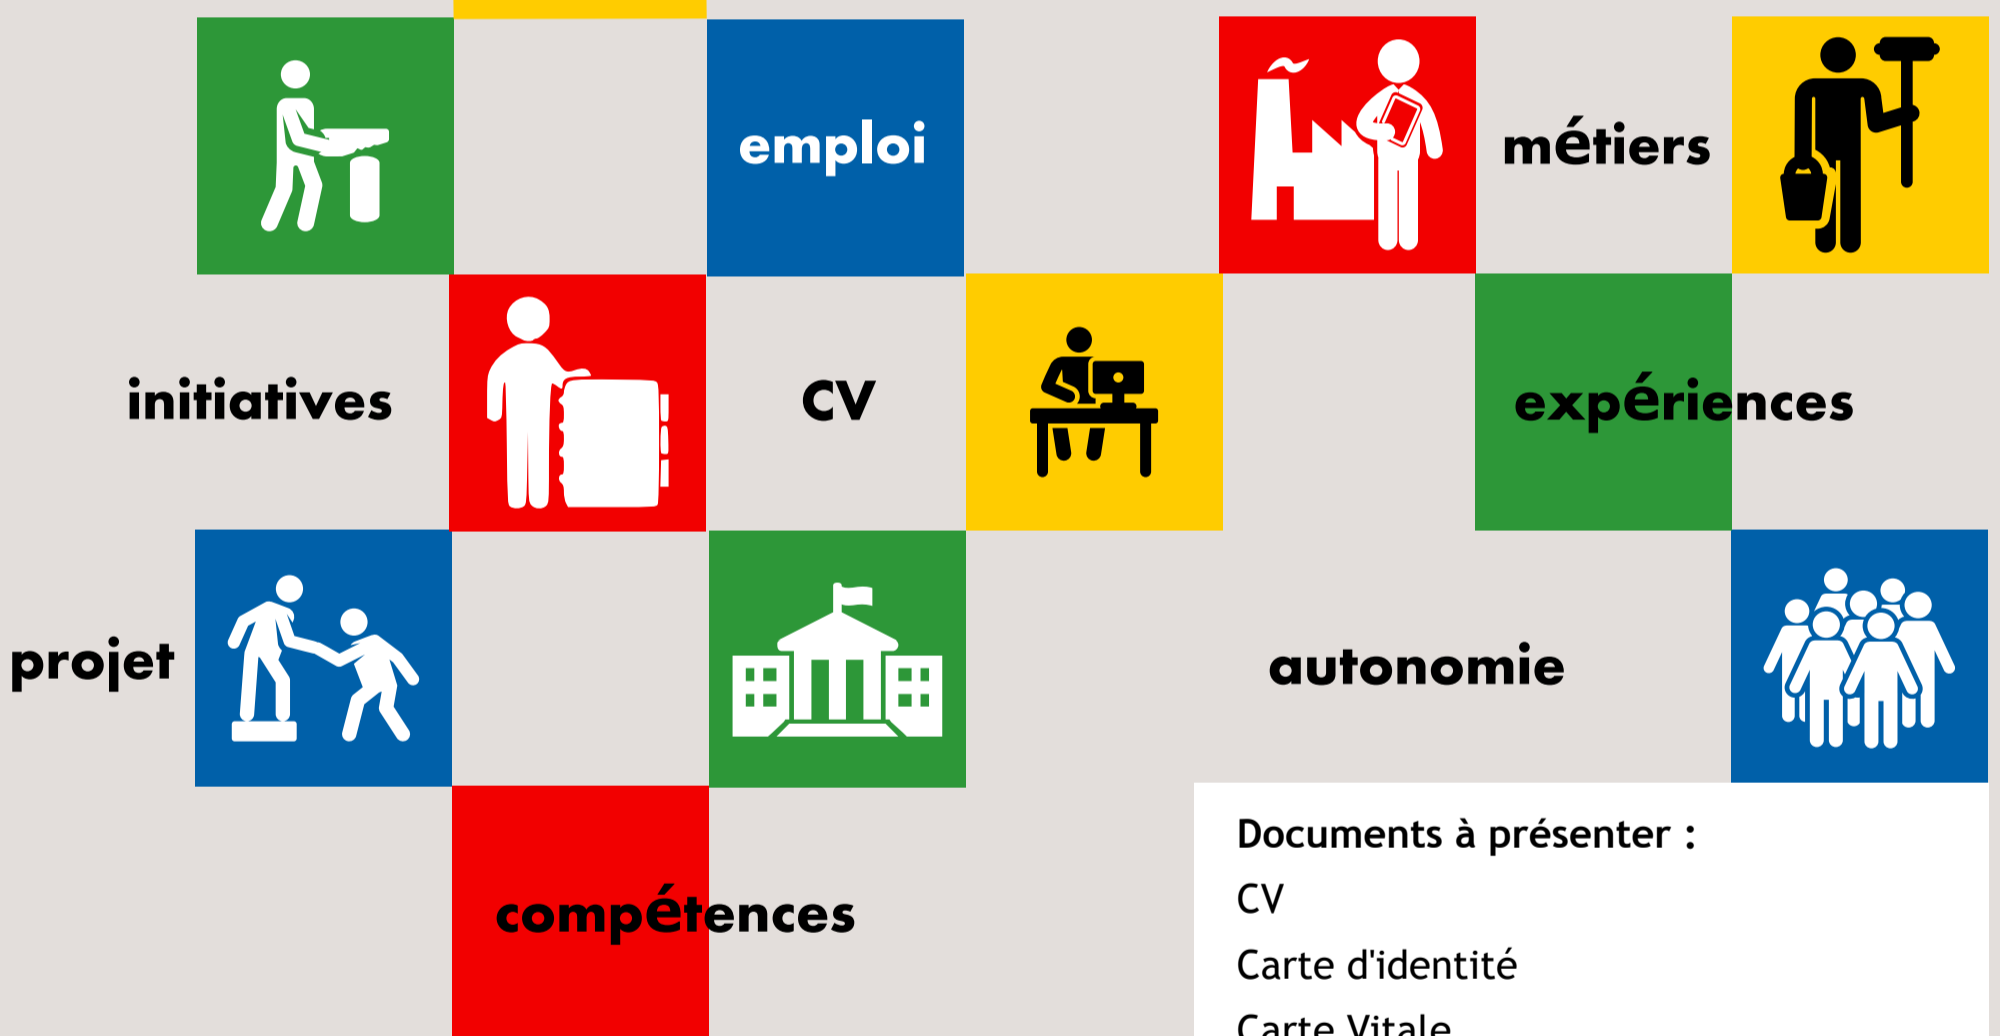 emploi
métiers
initiatives
CV
expériences
projet
autonomie
compétences
Documents à présenter :
CV
Carte d'identité
Carte Vitale